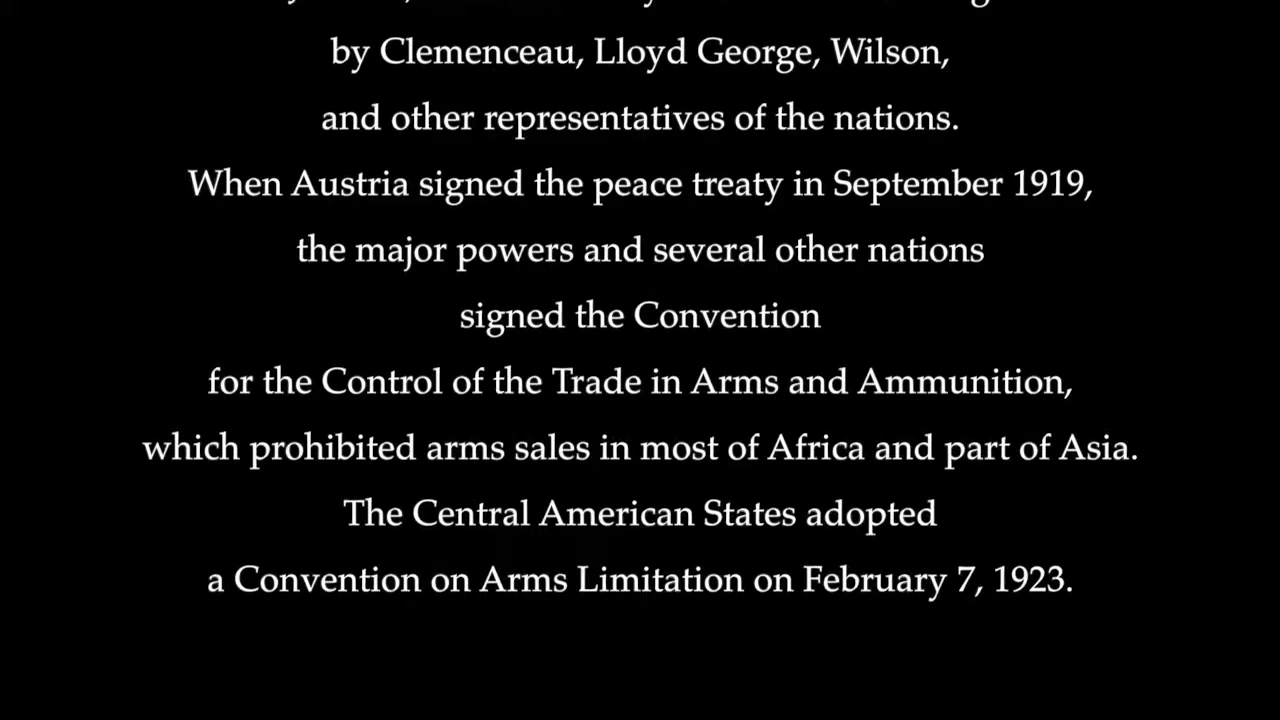 by Clemenceau, Lloyd George, Wilson,
and other representatives of the nations.
When Austria signed the peace treaty in September 1919,
the major powers and several other nations
signed the Convention
for the Control of the Trade in Arms and Ammunition,
which prohibited arms sales in most of Africa and part of Asia.
The Central American States adopted
a Convention on Arms Limitation on February 7, 1923.